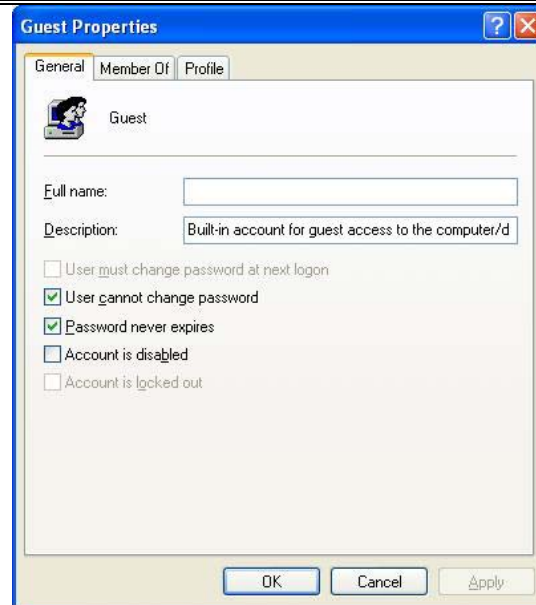 Guest Properties
General Member Of Profile
Guest
Full name:
Description: Built-in account for guest access to the computer/d
User must change password at next logon
User cannot change password
Password never expires
Account is disabled
Account is locked out
OK Cancel Apply